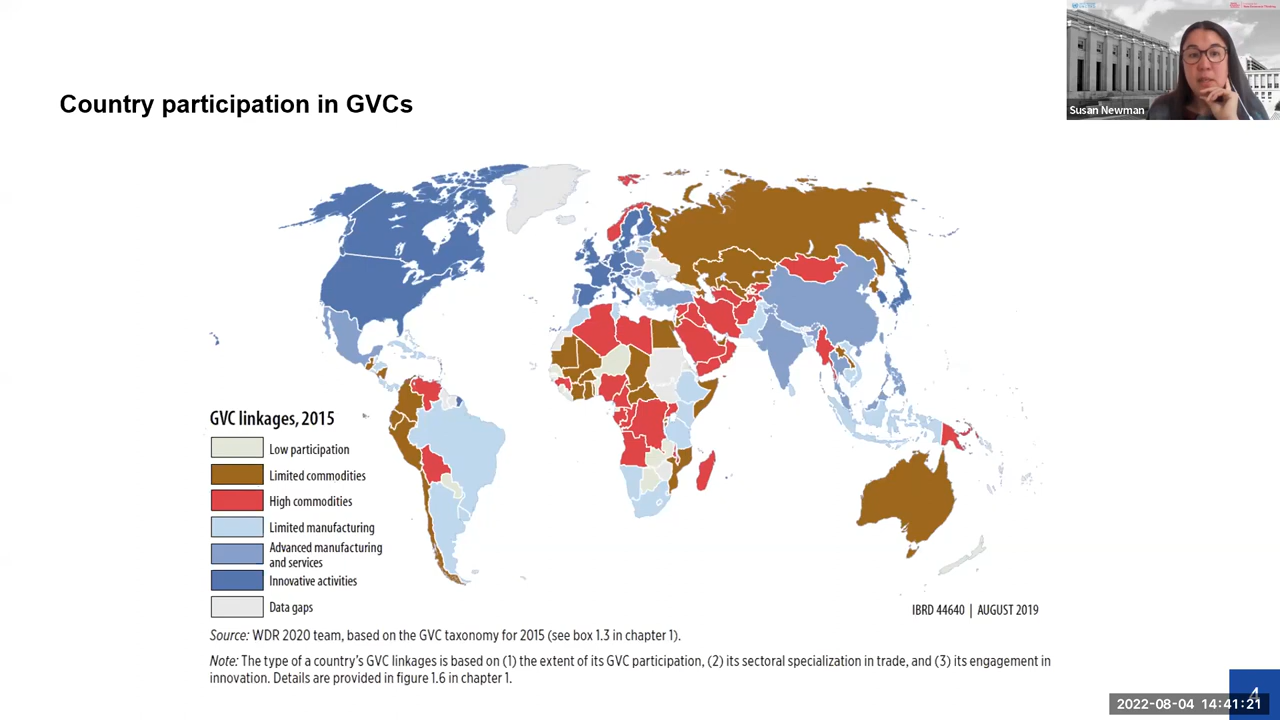 Country participation in GVCs
Susan Newman
GVC linkages, 2015
Low participation
Limited commodities
High commodities
Limited manufacturing
Advanced manufacturing
and services
Innovative activities
Data gaps
IBRD 44640 | AUGUST 2019
Source: WDR 2020 team, based on the GVC taxonomy for 2015 (see box 1.3 in chapter 1).
Note: The type of a country's GVC linkages is based on (1) the extent of its GVC participation, (2) its sectoral specialization in trade, and (3) its engagement in
innovation. Details are provided in figure 1.6 in chapter 1.
4
2022-08-04 14:41:21